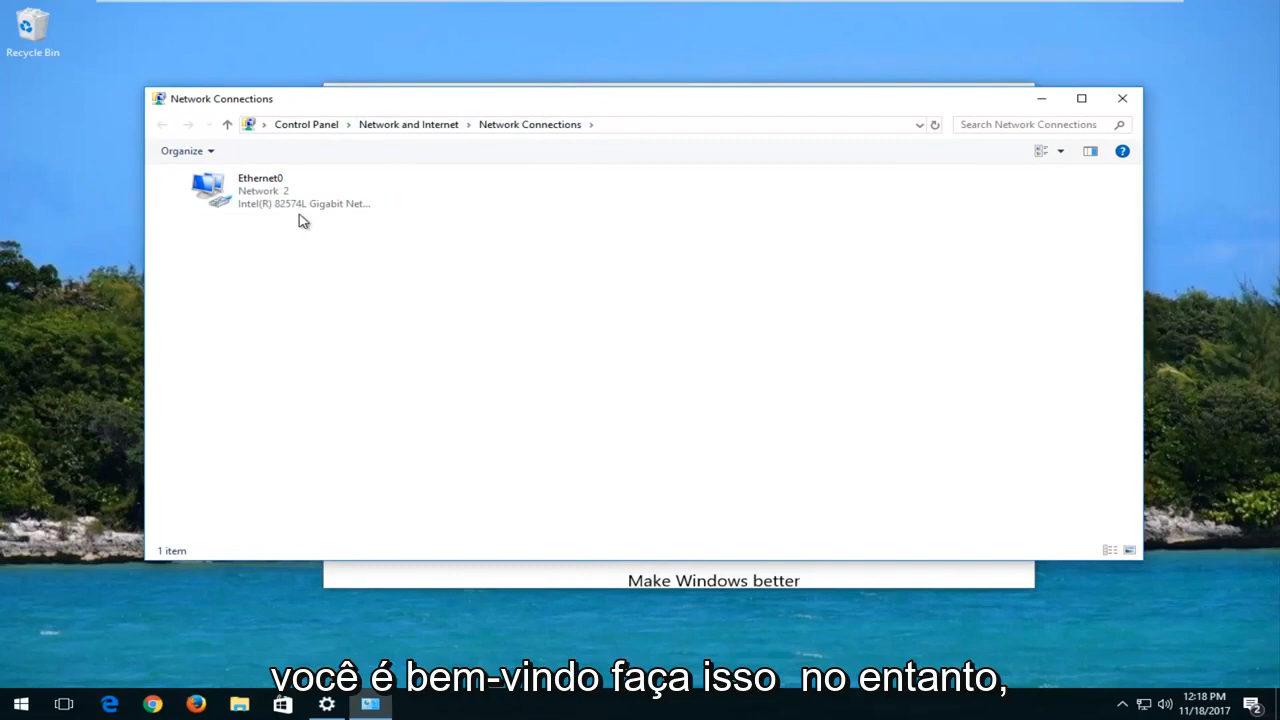 Recycle Bin
Network Connections
Control Panel > Network and Internet > Network Connections >
Search Network Connections
Organize
Ethernet0
Network 2
Intel(R) 82574L Gigabit Net...
1 item
Make Windows better
você é bem-vindo faça isso no entanto,
12:18 PM
11/18/2017
2